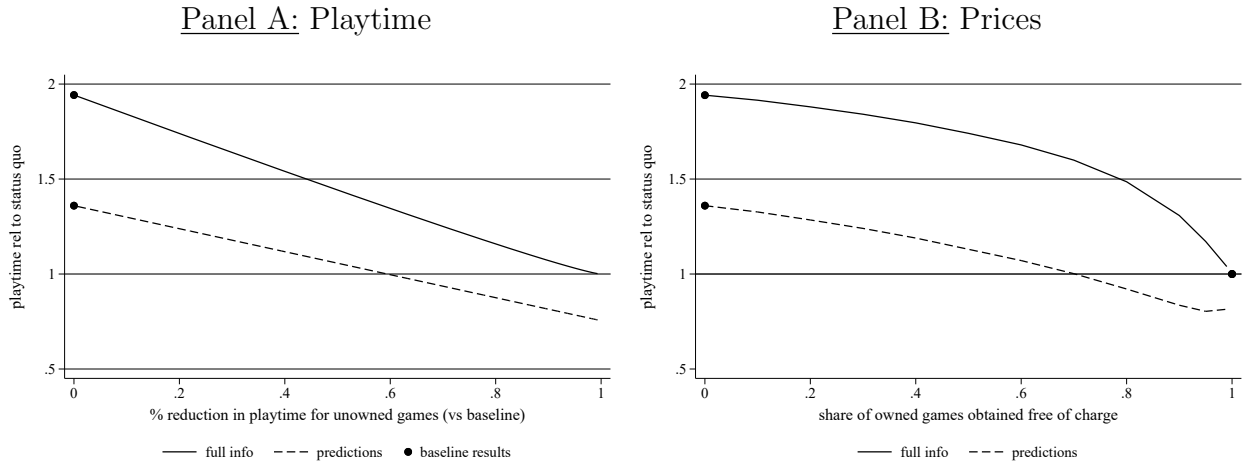 Panel A: Playtime
2
1.5
1
.5
playtime rel to status quo
0 .2 .4 .6 .8 1
% reduction in playtime for unowned games (vs baseline)
full info predictions baseline results
Panel B: Prices
2
1.5
1
.5
playtime rel to status quo
0 .2 .4 .6 .8 1
share of owned games obtained free of charge
full info predictions